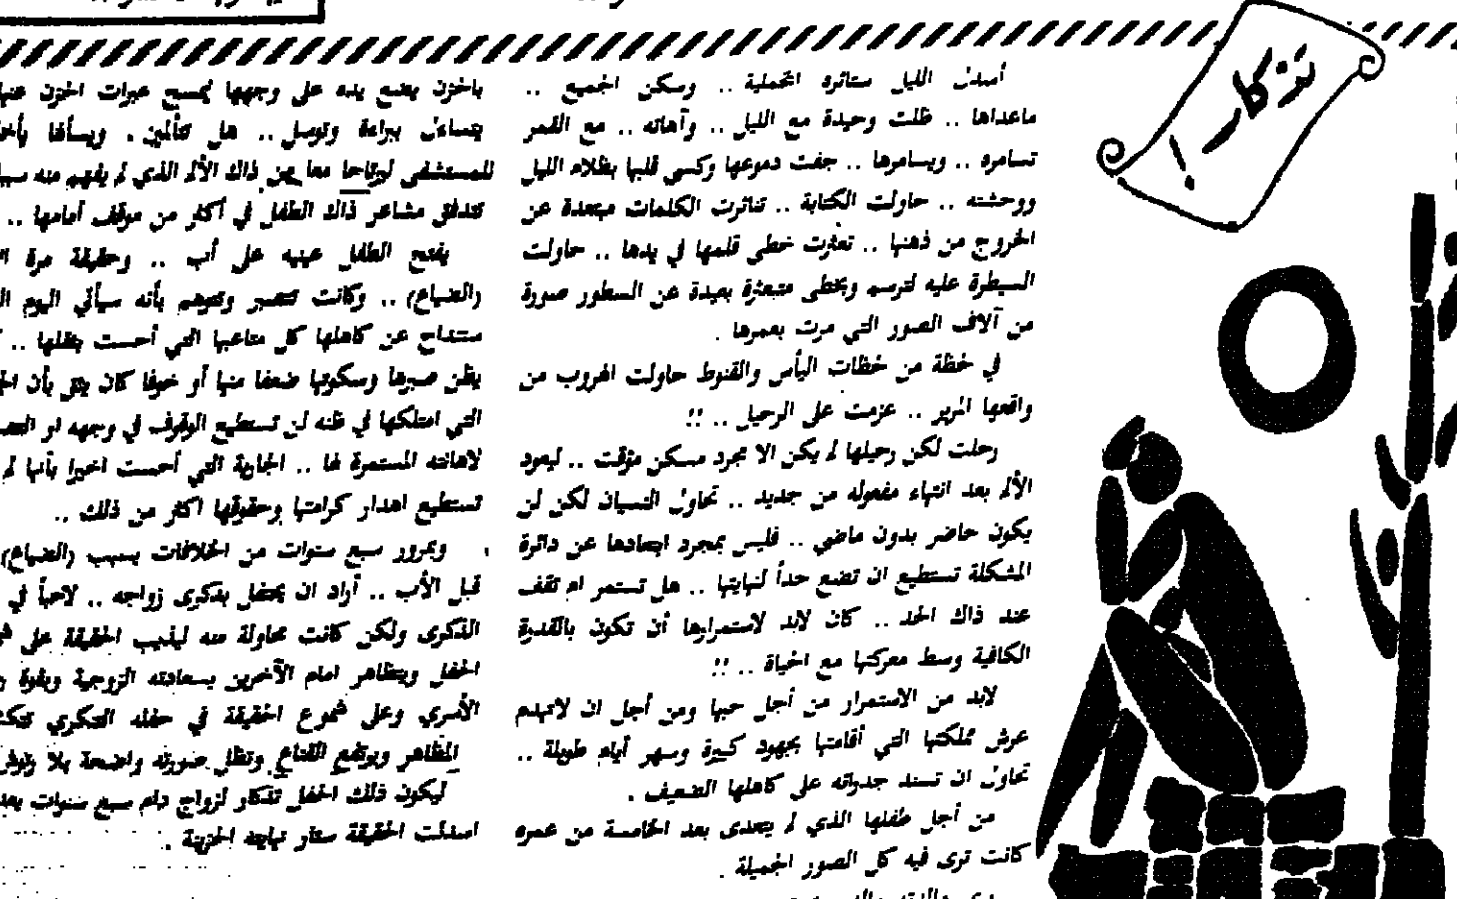 تذكار !
أسدل الليل ستائره المخملية .. وسكن الجميع ..
ماعداها .. ظلت وحيدة مع الليل .. وآهاته .. مع القمر
تسامره .. ويسامرها .. جفت دموعها وكسى قلبها بظلام الليل
ووحشته .. حاولت الكتابة .. تناثرت الكلمات مبتعدة عن
الخروج من ذهنها .. تعثرت خطى قلمها في يدها .. حاولت
السيطرة عليه لترسم وبخطى متعثرة بعيدة عن السطور صورة
من آلاف الصور التي مرت بعمرها .
في لحظة من لحظات اليأس والقنوط حاولت الهروب من
واقعها المرير .. عزمت على الرحيل .. !!
رحلت لكن رحيلها لم يكن الا مجرد مسكن مؤقت .. ليعود
الألم بعد انتهاء مفعوله من جديد .. تحاول النسيان لكن لن
يكون حاضر بدون ماضي .. فليس بمجرد ابتعادها عن دائرة
المشكلة تستطيع ان تضع حداً لنهايتها .. هل تستمر ام تقف
عند ذاك الحد .. كان لابد لاستمرارها أن تكون بالقدرة
الكافية وسط معركتها مع الحياة .. !!
لابد من الاستمرار من أجل حبها ومن أجل ان لاتهدم
عرش مملكتها التي أقامتها بجهود كبيرة وسهر أيام طويلة ..
تحاول ان تسند جدرانه على كاهلها الضعيف .
من أجل طفلها الذي لم يتعدى بعد الخامسة من عمره
كانت ترى فيه كل الصور الجميلة .
باحزن يضع يده على وجهها يمسح عبرات الحزن
يتساءل ببراءة وتوسل .. هل تتألمين . ويسألها
للمستشفى ليرتاحا معا من ذاك الألم الذي لم يفهم منه
تتدفق مشاعر ذاك الطفل في أكثر من موقف أمامها ..
يفتح الطفل عينيه على أب .. وحقيقة مرة
(الضياع) .. وكانت تتصبر وتتوهم بأنه سيأتي اليوم
ستنداح عن كاهلها كل متاعبها التي أحست بثقلها ..
يظن صبرها وسكوتها ضعفا منها أو خوفا كان يثق بأن
التي امتلكها في ظنه لن تستطيع الوقوف في وجهه او
لاهانته المستمرة لها .. الجارية التي أحست اخيرا بأنها لم
تستطيع اهدار كرامتها وحقوقها اكثر من ذلك ..
وبمرور سبع سنوات من الخلافات بسبب (الضياع)
قبل الأب .. أراد ان يحتفل بذكرى زواجه .. لاحباً في
الذكرى ولكن كانت محاولة منه ليذيب الحقيقة على
الحفل ويتظاهر امام الآخرين بسعادته الزوجية وبقوة
الأسري وعلى شموع الحقيقة في حفله التنكري
المظاهر ويرتفع القناع وتظل صورته واضحة بلا
ليكون ذلك الحفل تذكار لزواج دام سبع سنوات
اسدلت الحقيقة ستار نهايته الحزينة .